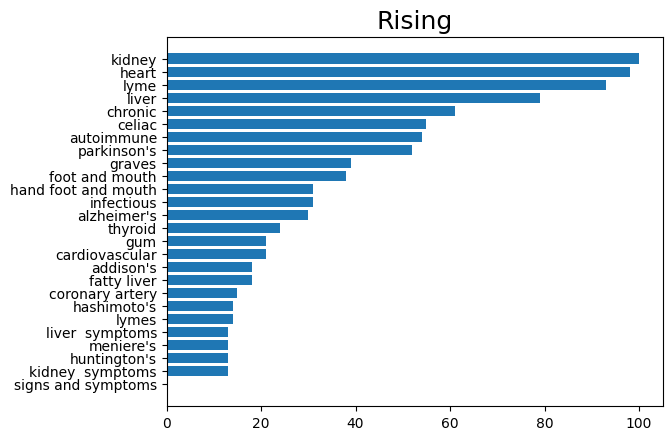 Rising
kidney
heart
lyme
liver
chronic
celiac
autoimmune
parkinson's
graves
foot and mouth
hand foot and mouth
infectious
alzheimer's
thyroid
gum
cardiovascular
addison's
fatty liver
coronary artery
hashimoto's
lymes
liver  symptoms
meniere's
huntington's
kidney  symptoms
signs and symptoms
0 20 40 60 80 100